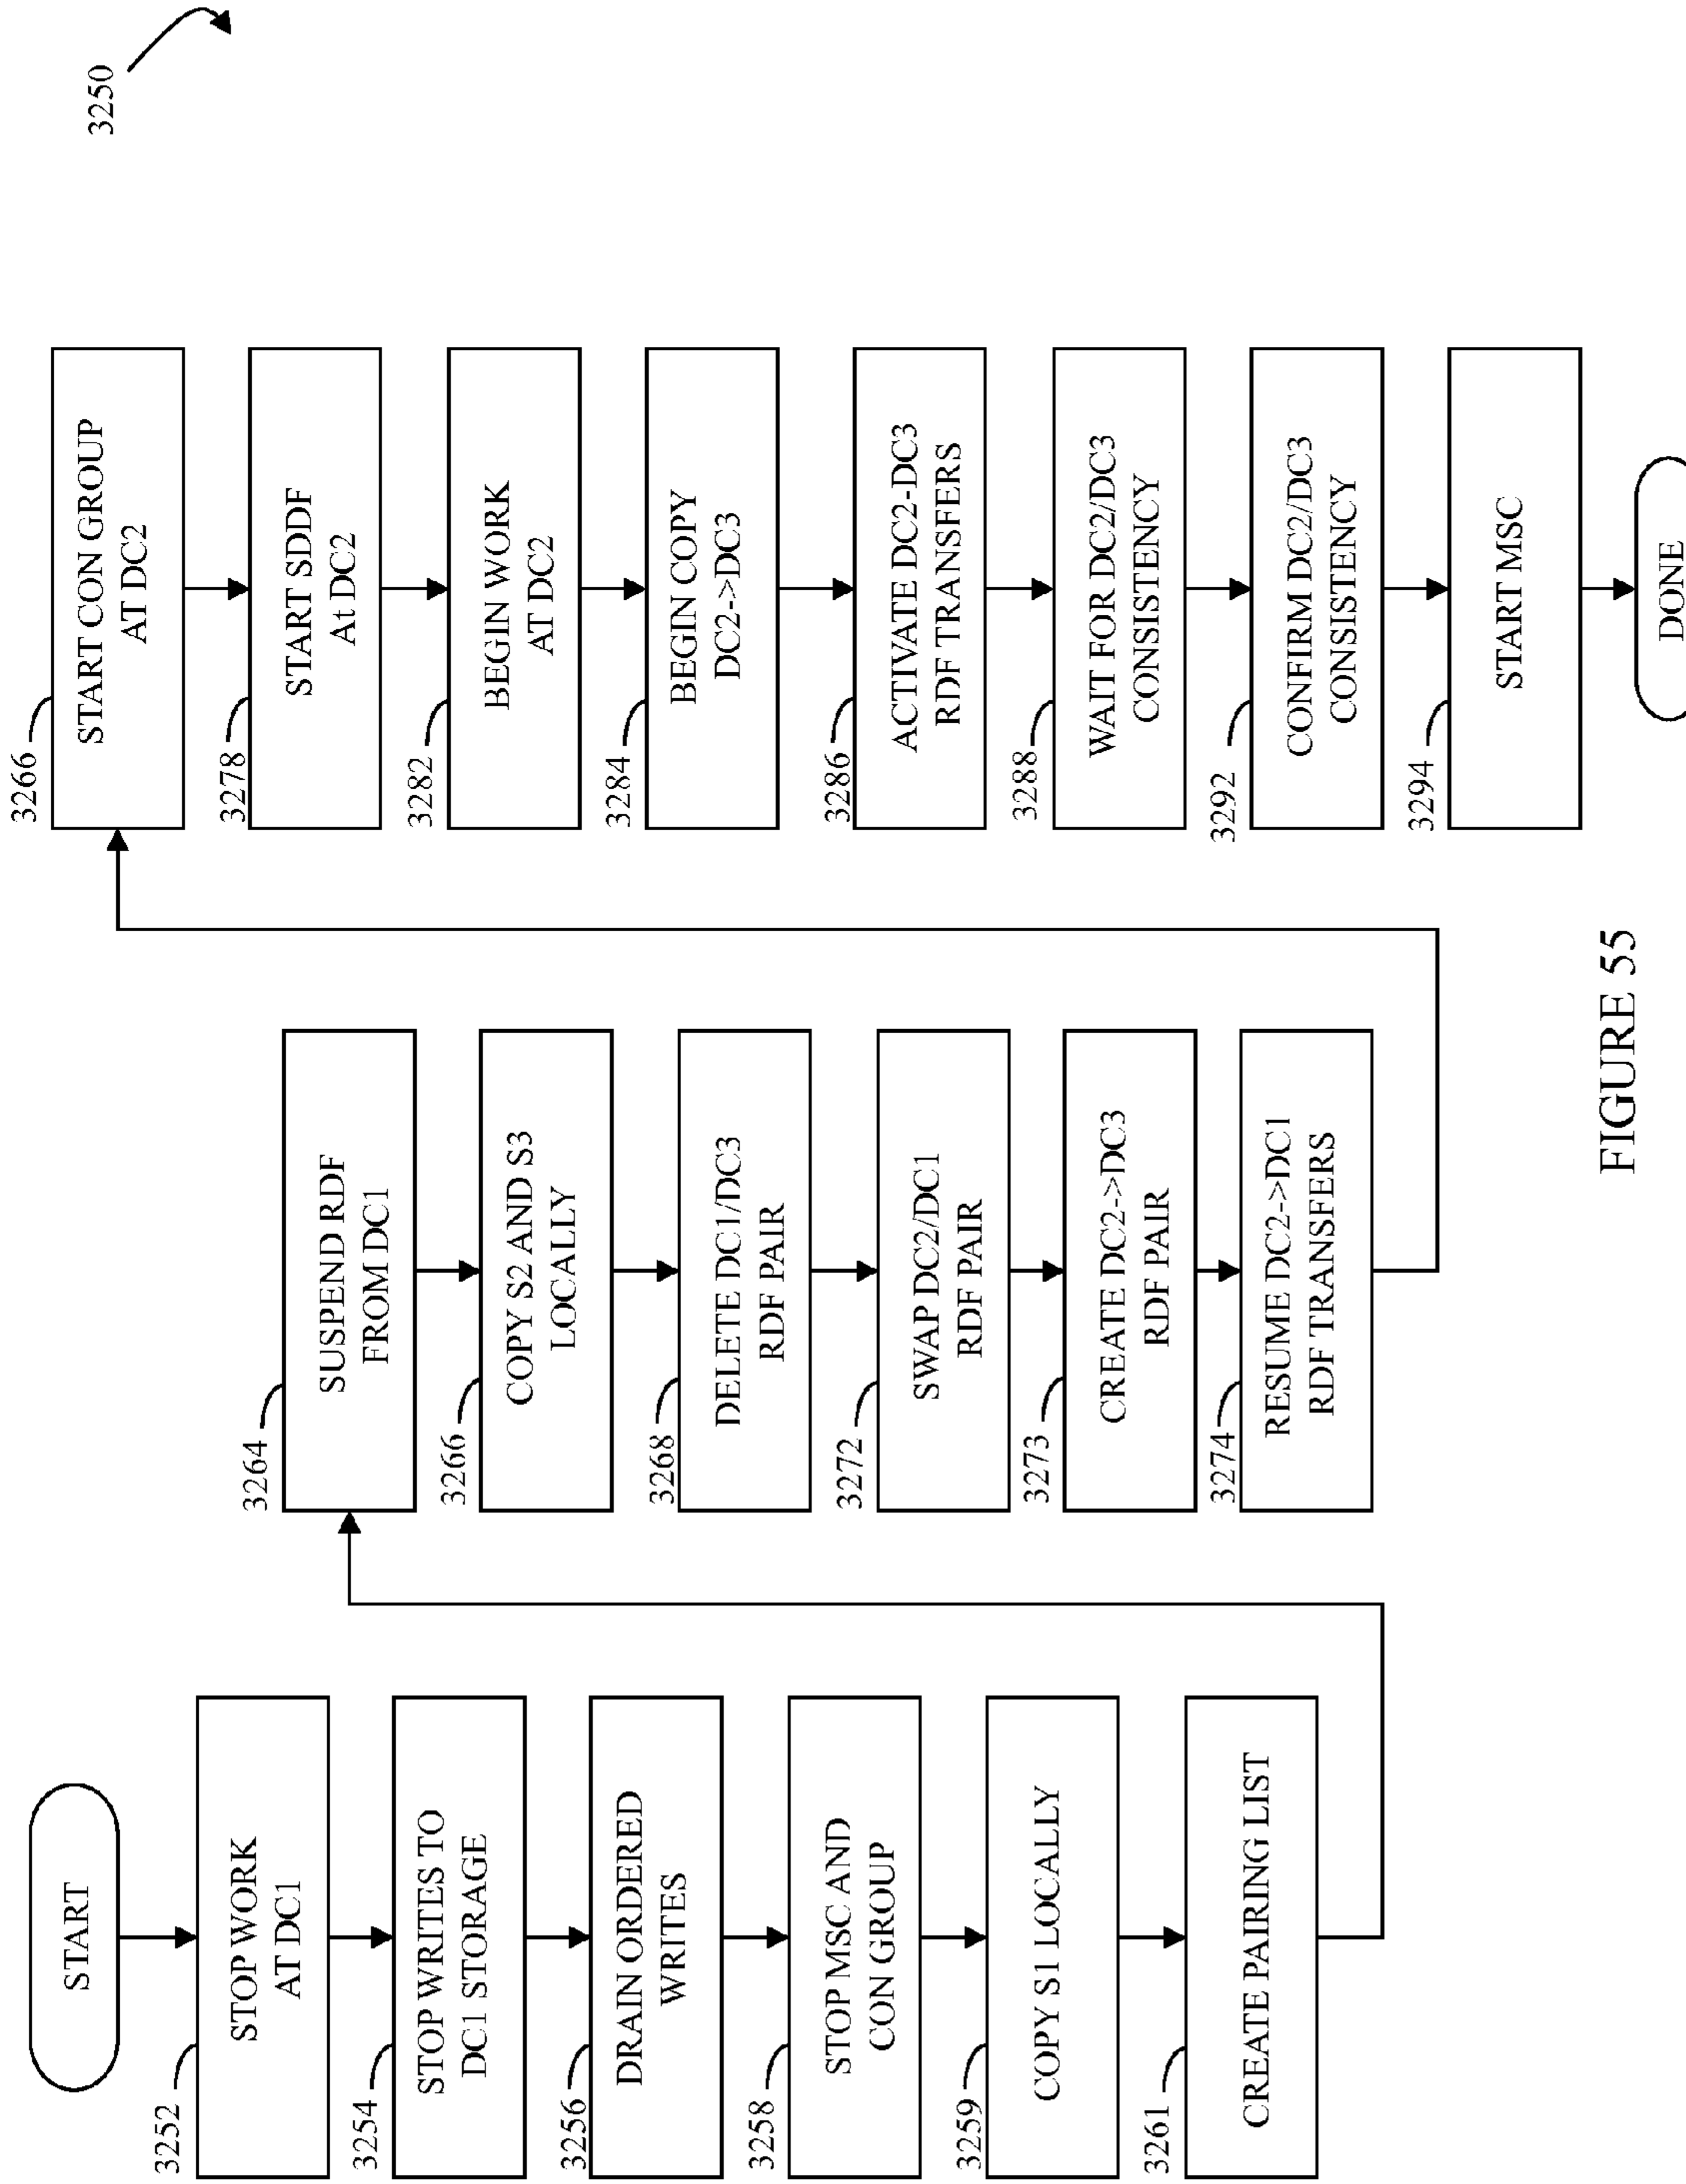 3250
START
3252
STOP WORK
AT DC1
3254
STOP WRITES TO
DC1 STORAGE
3256
DRAIN ORDERED
WRITES
3258
STOP MSC AND
CON GROUP
3259
COPY S1 LOCALLY
3261
CREATE PAIRING LIST
3264
SUSPEND RDF
FROM DC1
3266
COPY S2 AND S3
LOCALLY
3268
DELETE DC1/DC3
RDF PAIR
3272
SWAP DC2/DC1
RDF PAIR
3273
CREATE DC2->DC3
RDF PAIR
3274
RESUME DC2->DC1
RDF TRANSFERS
3266
START CON GROUP
AT DC2
3278
START SDDF
At DC2
3282
BEGIN WORK
AT DC2
3284
BEGIN COPY
DC2->DC3
3286
ACTIVATE DC2-DC3
RDF TRANSFERS
3288
WAIT FOR DC2/DC3
CONSISTENCY
3292
CONFIRM DC2/DC3
CONSISTENCY
3294
START MSC
DONE
FIGURE 55